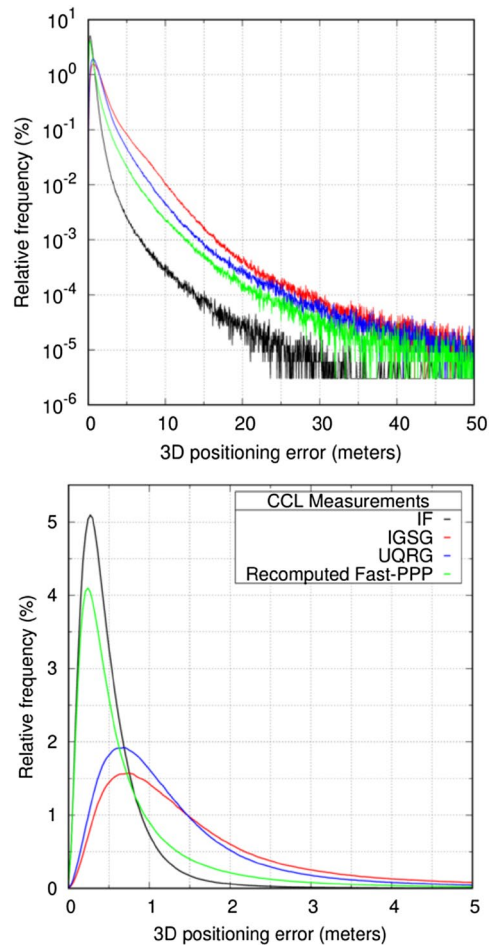 Relative frequency (%)
10^1
10^0
10^-1
10^-2
10^-3
10^-4
10^-5
10^-6
0 10 20 30 40 50
3D positioning error (meters)
Relative frequency (%)
5
4
3
2
1
0
CCL Measurements
IF
IGSG
UQRG
Recomputed Fast-PPP
0 1 2 3 4 5
3D positioning error (meters)